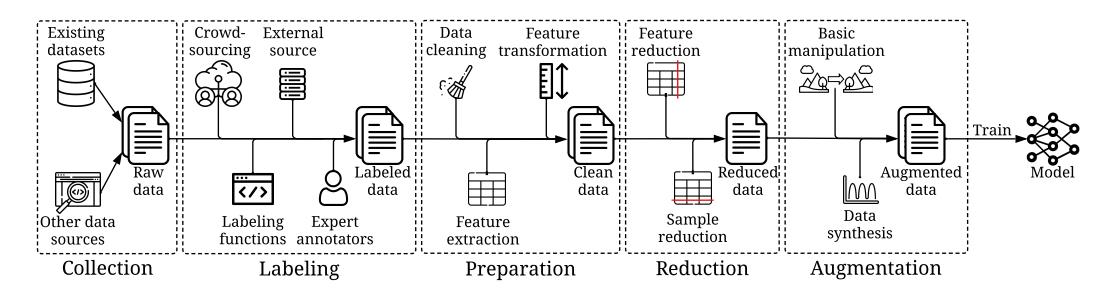 Existing
datasets
Other data
sources
Raw
data
Collection
Crowd-
sourcing
External
source
Labeling
functions
Expert
annotators
Labeled
data
Labeling
Data
cleaning
Feature
transformation
Feature
extraction
Clean
data
Preparation
Feature
reduction
Sample
reduction
Reduced
data
Reduction
Basic
manipulation
Data
synthesis
Augmented
data
Augmentation
Train
Model